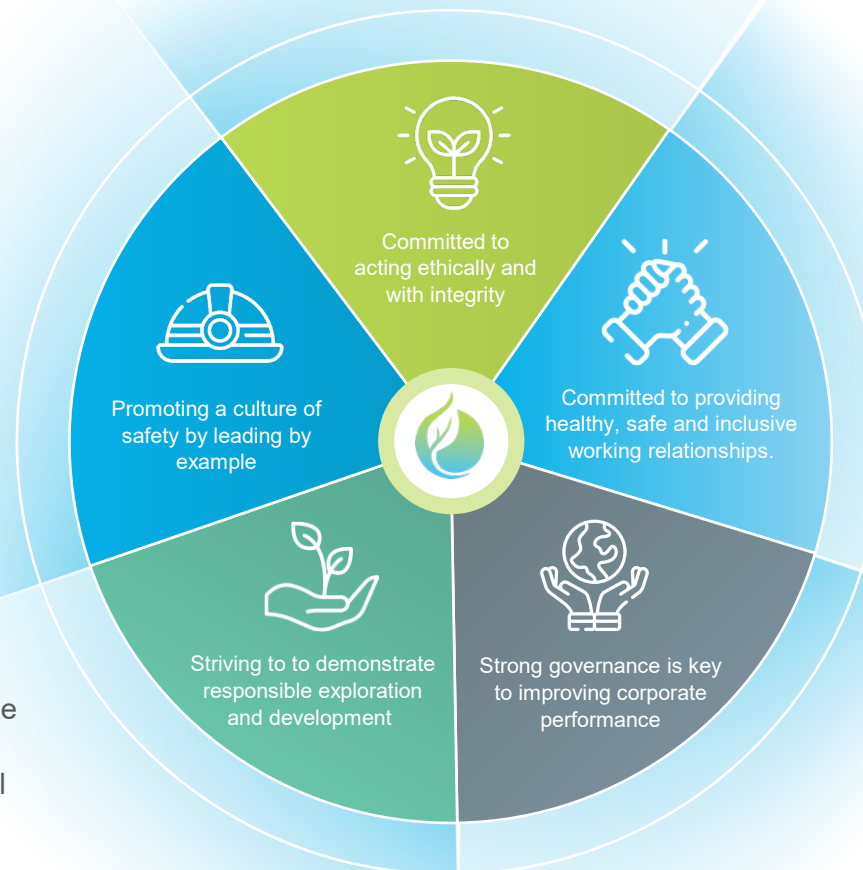 Committed to
acting ethically and
with integrity
Committed to providing
healthy, safe and inclusive
working relationships.
Promoting a culture of
safety by leading by
example
Striving to to demonstrate
responsible exploration
and development
Strong governance is key
to improving corporate
performance
e
l